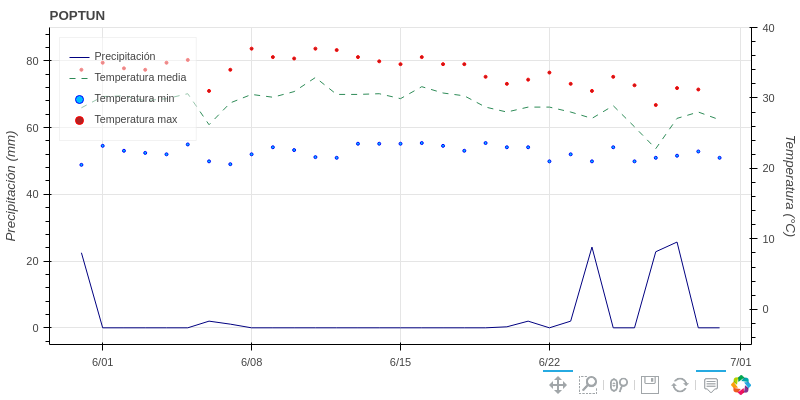 POPTUN
Precipitación
Temperatura media
Temperatura min
Temperatura max
Precipitación (mm)
80
60
40
20
0
Temperatura (°C)
40
30
20
10
0
6/01
6/08
6/15
6/22
7/01